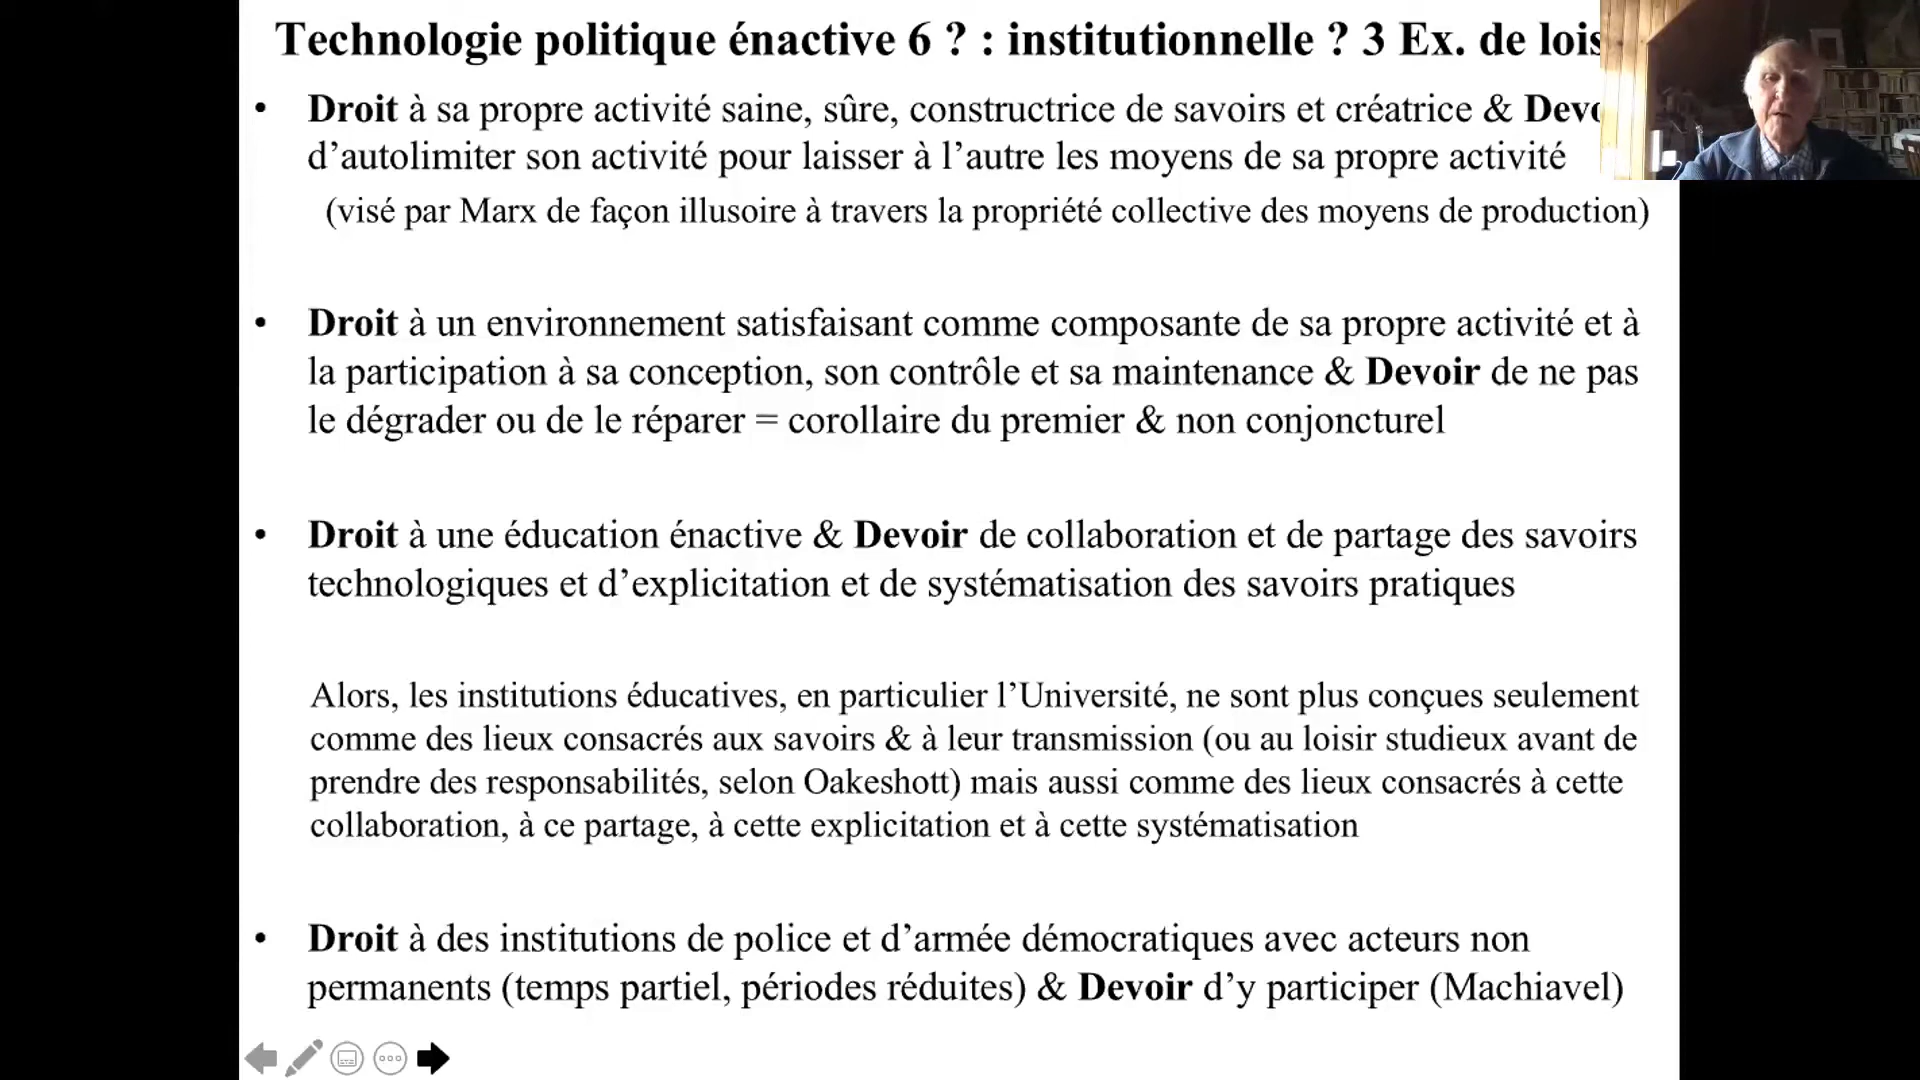 Technologie politique énactive 6 ? : institutionnelle ? 3 Ex. de lois
• Droit à sa propre activité saine, sûre, constructrice de savoirs et créatrice &
d’autolimiter son activité pour laisser à l’autre les moyens de sa propre activité
(visé par Marx de façon illusoire à travers la propriété collective des moyens de production)
• Droit à un environnement satisfaisant comme composante de sa propre activité et à
la participation à sa conception, son contrôle et sa maintenance & Devoir de ne pas
le dégrader ou de le réparer = corollaire du premier & non conjoncturel
• Droit à une éducation énactive & Devoir de collaboration et de partage des savoirs
technologiques et d’explicitation et de systématisation des savoirs pratiques
Alors, les institutions éducatives, en particulier l’Université, ne sont plus conçues seulement
comme des lieux consacrés aux savoirs & à leur transmission (ou au loisir studieux avant de
prendre des responsabilités, selon Oakeshott) mais aussi comme des lieux consacrés à cette
collaboration, à ce partage, à cette explicitation et à cette systématisation
• Droit à des institutions de police et d’armée démocratiques avec acteurs non
permanents (temps partiel, périodes réduites) & Devoir d’y participer (Machiavel)